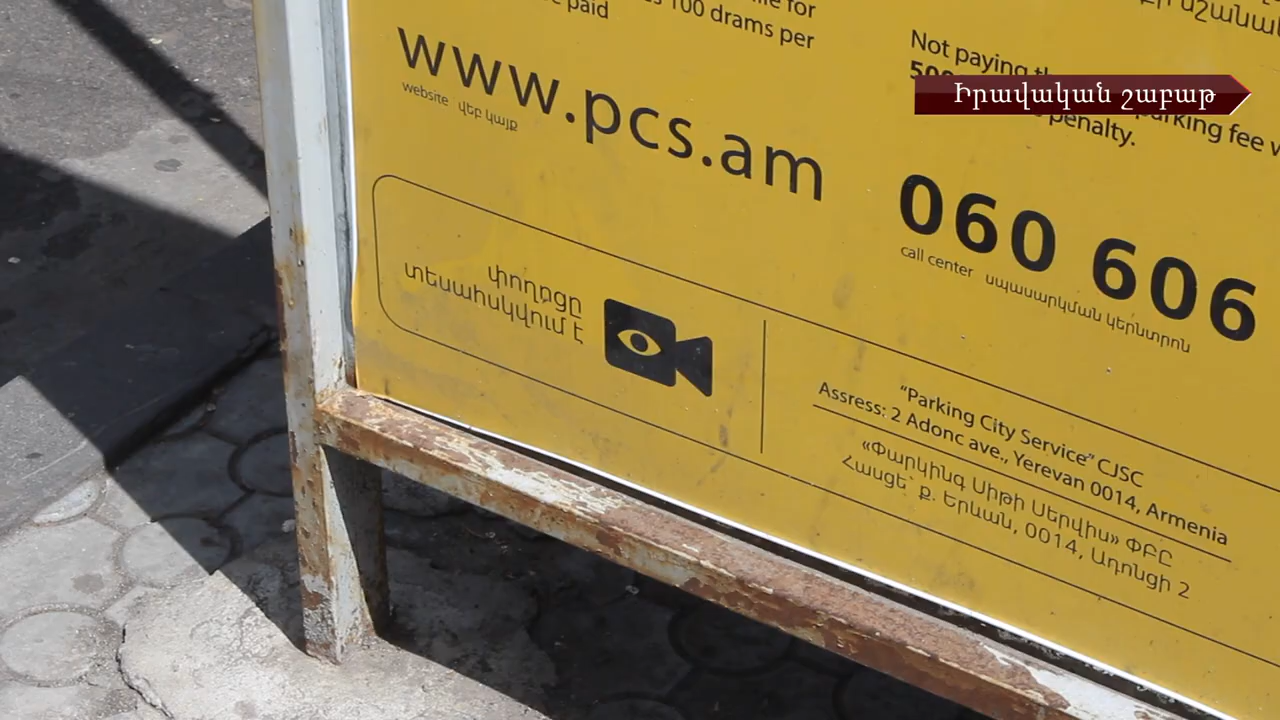 for
100 drams per
paid
www.pcs.am
website վեբ կայք
Not paying
parking fee
penalty.
Իրավական շաբաթ
060 606
call center սպասարկման կենտրոն
փողոցը
տեսահսկվում է
“Parking City Service” CJSC
Assress: 2 Adonc ave., Yerevan 0014, Armenia
«Փարկինգ Սիթի Սերվիս» ՓԲԸ
Հասցե՝ ք. Երևան, 0014, Ադոնցի 2